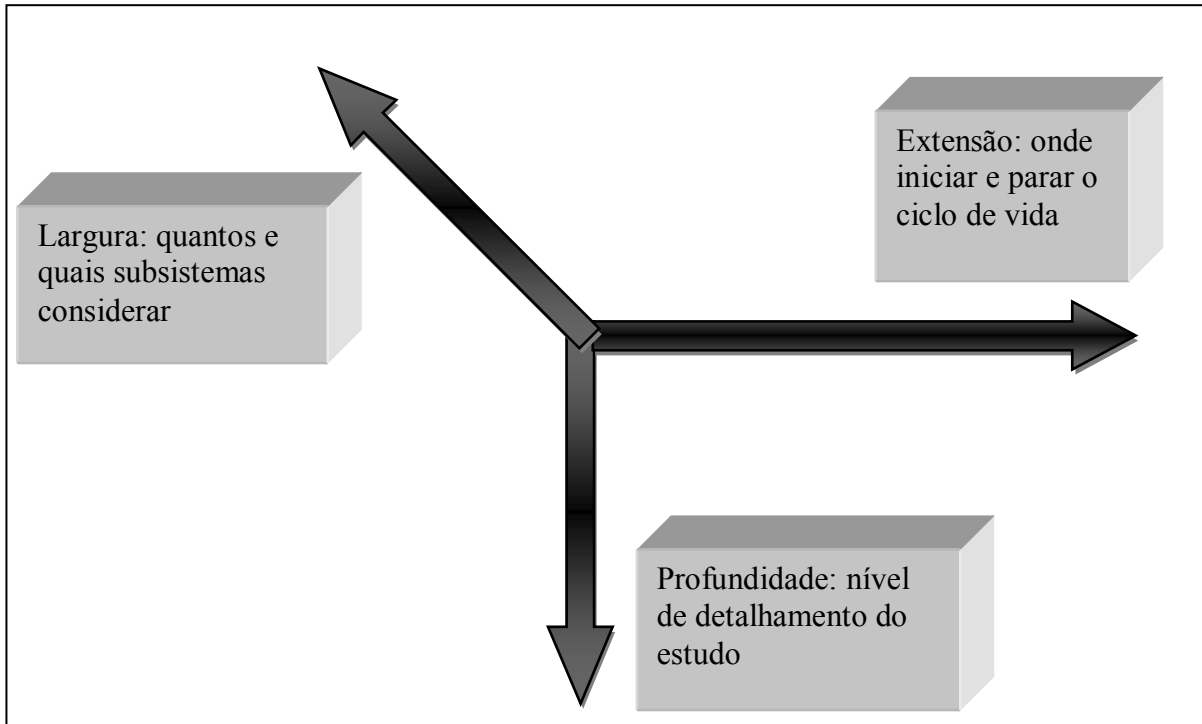 Largura: quantos e
quais subsistemas
considerar
Extensão: onde
iniciar e parar o
ciclo de vida
Profundidade: nível
de detalhamento do
estudo